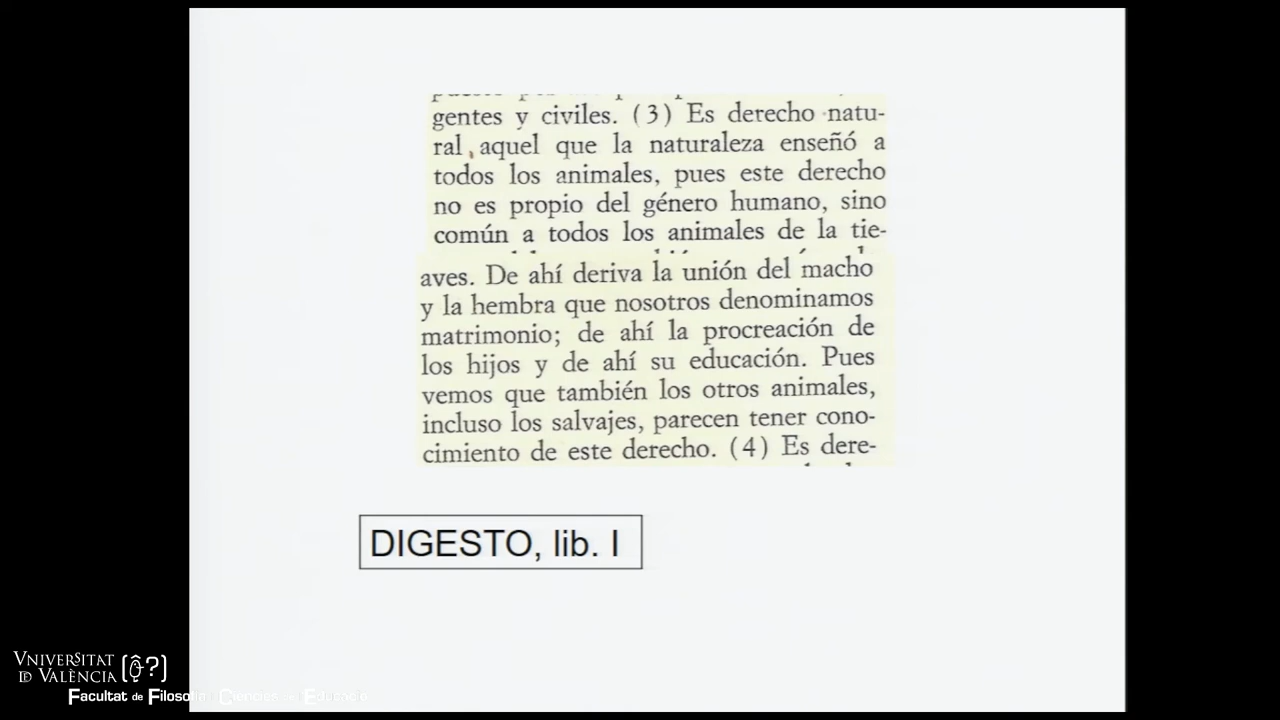 gentes y civiles. (3) Es derecho natu-
ral, aquel que la naturaleza enseñó a
todos los animales, pues este derecho
no es propio del género humano, sino
común a todos los animales de la tie-
aves. De ahí deriva la unión del macho
y la hembra que nosotros denominamos
matrimonio; de ahí la procreación de
los hijos y de ahí su educación. Pues
vemos que también los otros animales,
incluso los salvajes, parecen tener cono-
cimiento de este derecho. (4) Es dere-
DIGESTO, lib. I
VNIVERSITAT
DE VALÈNCIA
Facultat de Filosofia i Ciències de l'Educació